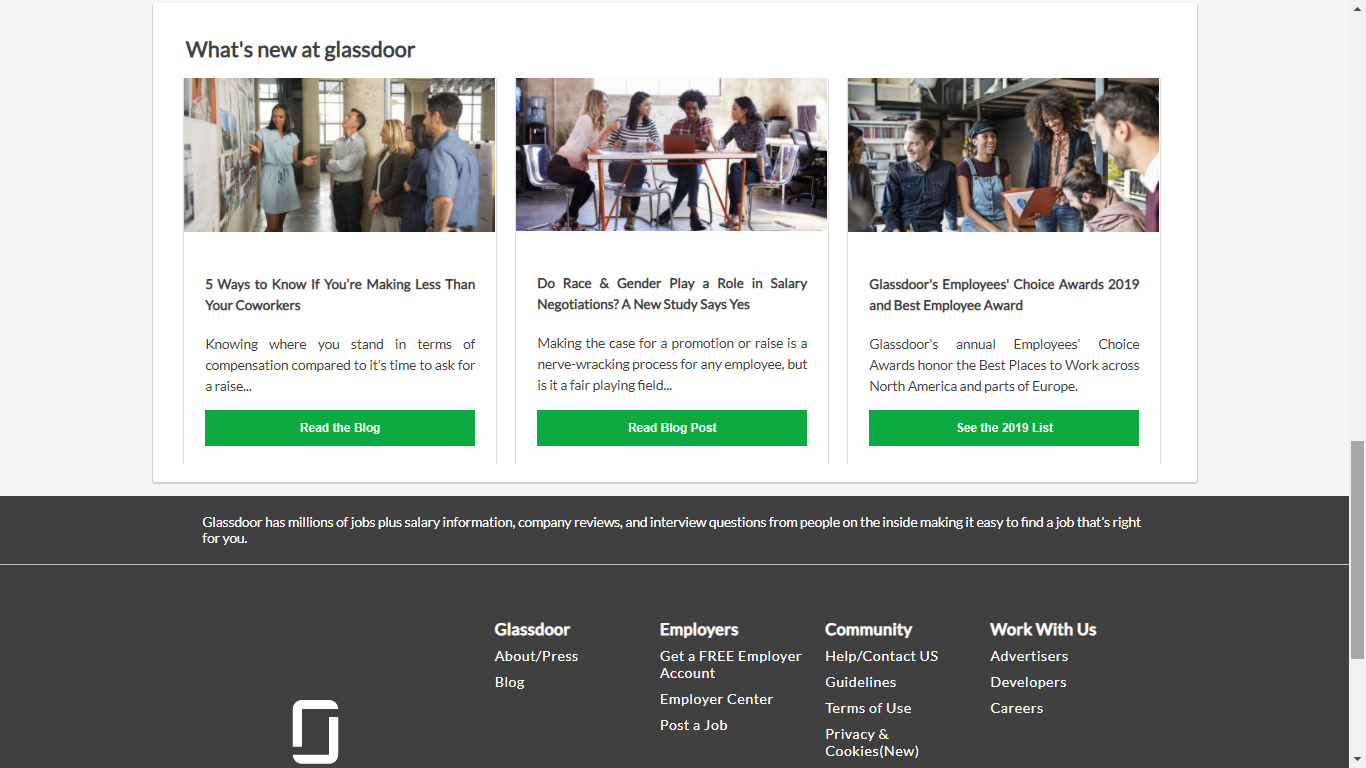 What's new at glassdoor
5 Ways to Know If You’re Making Less Than
Your Coworkers
Knowing where you stand in terms of
compensation compared to it’s time to ask for
a raise...
Read the Blog
Do Race & Gender Play a Role in Salary
Negotiations? A New Study Says Yes
Making the case for a promotion or raise is a
nerve-wracking process for any employee, but
is it a fair playing field...
Read Blog Post
Glassdoor's Employees' Choice Awards 2019
and Best Employee Award
Glassdoor's annual Employees' Choice
Awards honor the Best Places to Work across
North America and parts of Europe.
See the 2019 List
Glassdoor has millions of jobs plus salary information, company reviews, and interview questions from people on the inside making it easy to find a job that's right
for you.
Glassdoor
About/Press
Blog
Employers
Get a FREE Employer
Account
Employer Center
Post a Job
Community
Help/Contact US
Guidelines
Terms of Use
Privacy &
Cookies(New)
Work With Us
Advertisers
Developers
Careers